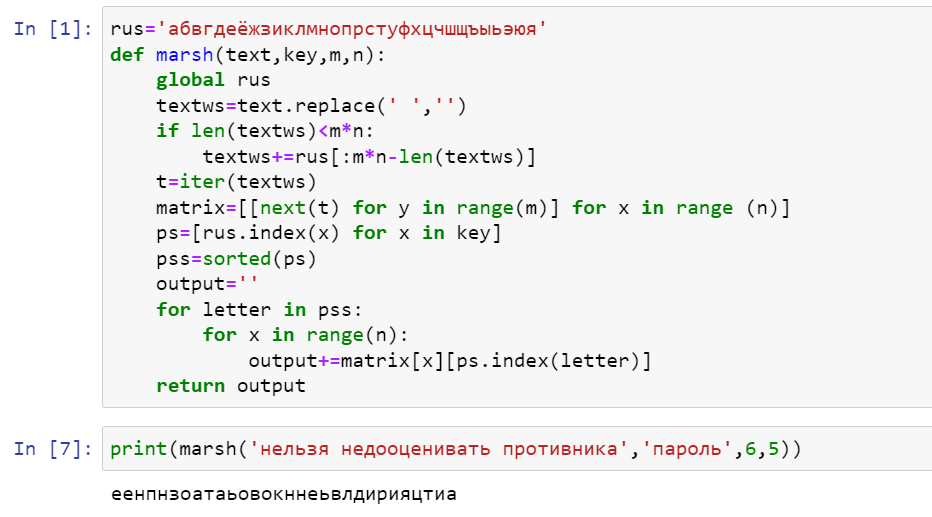 In [1]: rus='абвгдеёжзиклмнопрстуфхцчшщъыьэюя'
def marsh(text,key,m,n):
    global rus
    textws=text.replace(' ','')
    if len(textws)<m*n:
        textws+=rus[:m*n-len(textws)]
    t=iter(textws)
    matrix=[[next(t) for y in range(m)] for x in range (n)]
    ps=[rus.index(x) for x in key]
    pss=sorted(ps)
    output=''
    for letter in pss:
        for x in range(n):
            output+=matrix[x][ps.index(letter)]
    return output
In [7]: print(marsh('нельзя недооценивать противника','пароль',6,5))
еенпнзоатаьовокннеьвлдирияцтиа